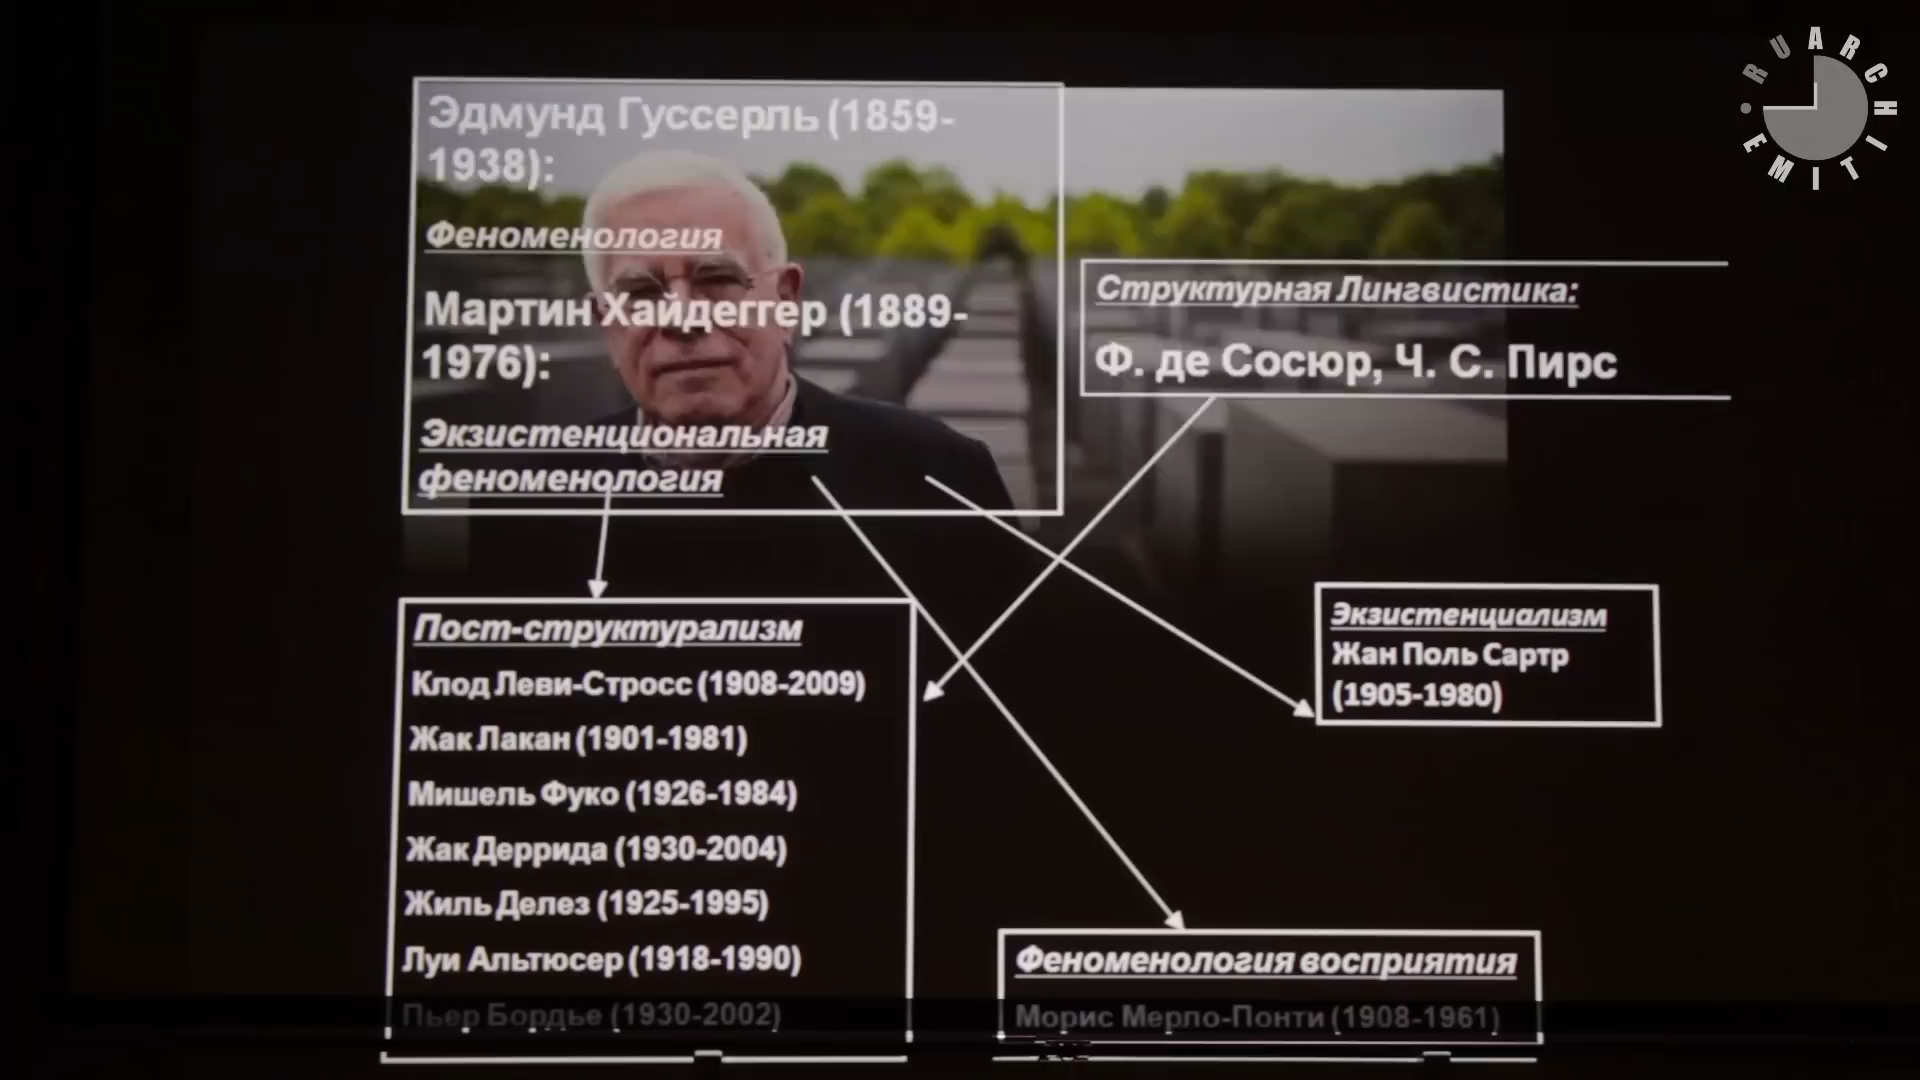 Эдмунд Гуссерль (1859-
1938):
Феноменология
Мартин Хайдеггер (1889-
1976):
Экзистенциональная
феноменология
Структурная Лингвистика:
Ф. де Сосюр, Ч. С. Пирс
Пост-структурализм
Клод Леви-Стросс (1908-2009)
Жак Лакан (1901-1981)
Мишель Фуко (1926-1984)
Жак Деррида (1930-2004)
Жиль Делез (1925-1995)
Луи Альтюсер (1918-1990)
Пьер Бордье (1930-2002)
Экзистенциализм
Жан Поль Сартр
(1905-1980)
Феноменология восприятия
Морис Мерло-Понти (1908-1961)
ARCHITIME.RU